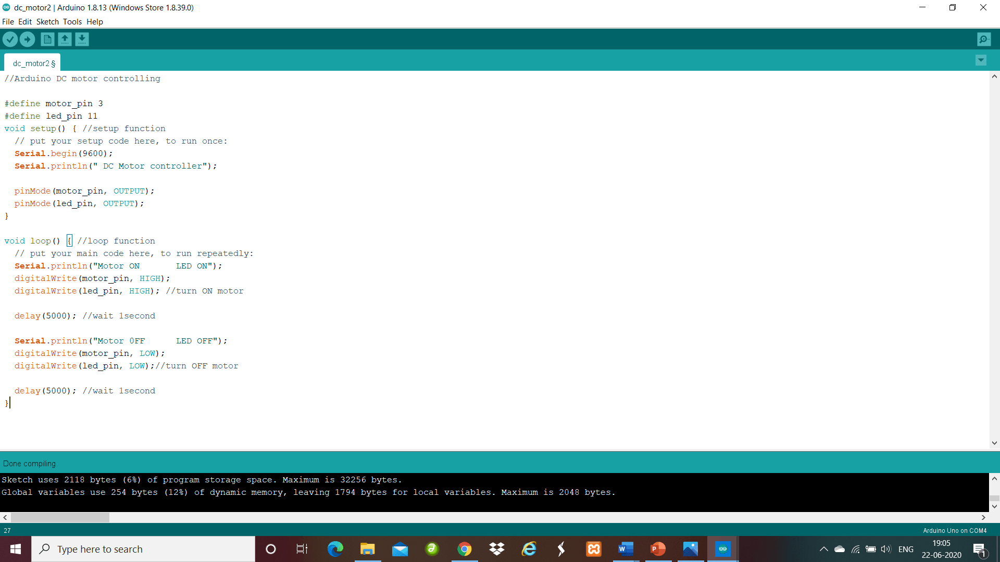 dc_motor2 | Arduino 1.8.13 (Windows Store 1.8.39.0)
File Edit Sketch Tools Help
dc_motor2 §
//Arduino DC motor controlling
#define motor_pin 3
#define led_pin 11
void setup() { //setup function
  // put your setup code here, to run once:
  Serial.begin(9600);
  Serial.println(" DC Motor controller");
  pinMode(motor_pin, OUTPUT);
  pinMode(led_pin, OUTPUT);
}
void loop() { //loop function
  // put your main code here, to run repeatedly:
  Serial.println("Motor ON       LED ON");
  digitalWrite(motor_pin, HIGH);
  digitalWrite(led_pin, HIGH); //turn ON motor
  delay(5000); //wait 1second
  Serial.println("Motor 0FF      LED OFF");
  digitalWrite(motor_pin, LOW);
  digitalWrite(led_pin, LOW);//turn OFF motor
  delay(5000); //wait 1second
}
Done compiling.
Sketch uses 2118 bytes (6%) of program storage space. Maximum is 32256 bytes.
Global variables use 254 bytes (12%) of dynamic memory, leaving 1794 bytes for local variables. Maximum is 2048 bytes.
27
Arduino Uno on COM4
Type here to search
ENG
19:05
22-06-2020
1